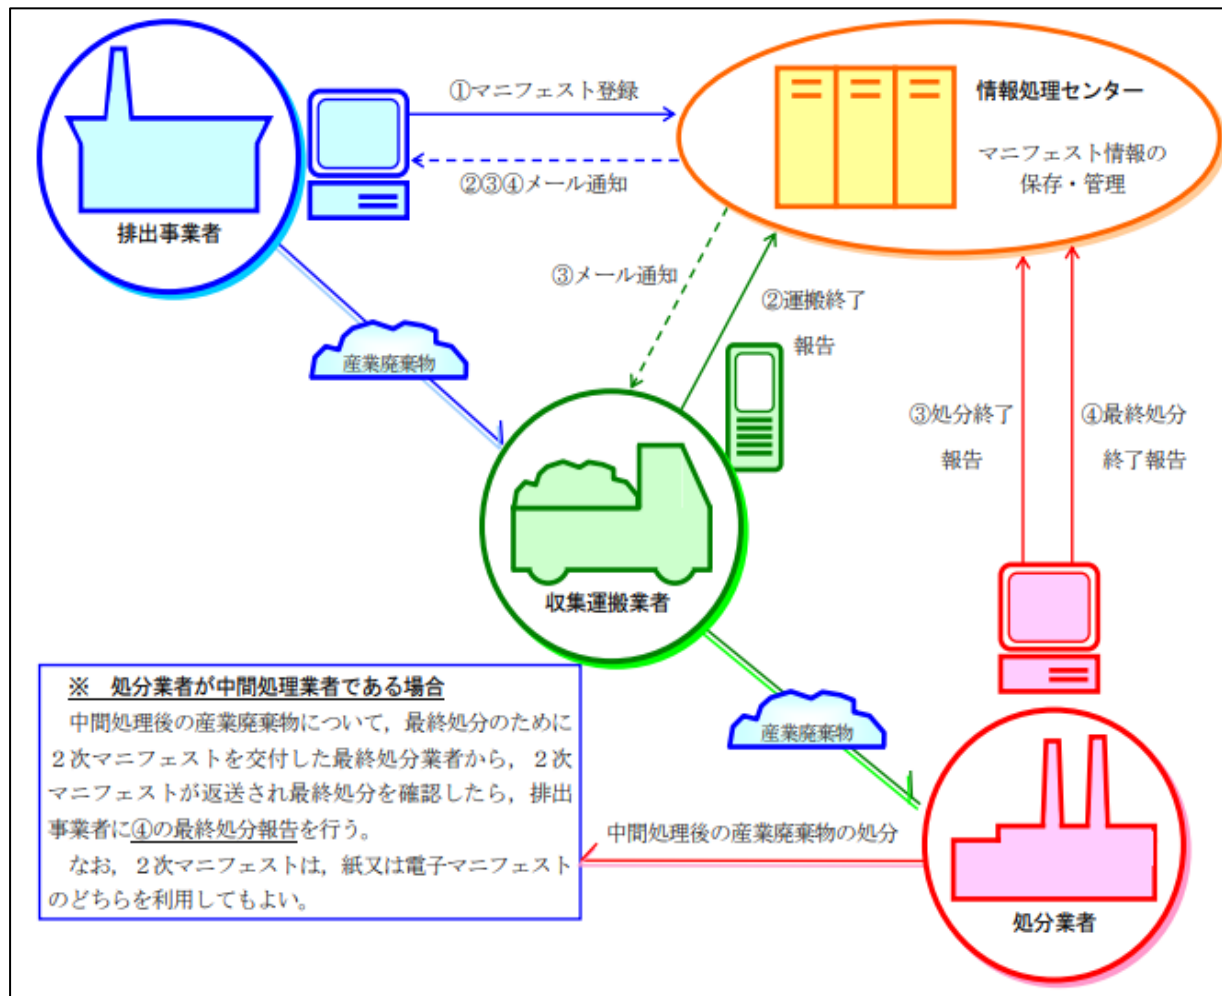 ①マニフェスト登録
②③④メール通知
排出事業者
情報処理センター
マニフェスト情報の
保存・管理
③メール通知
②運搬終了
報告
産業廃棄物
収集運搬業者
③処分終了
報告
④最終処分
終了報告
産業廃棄物
中間処理後の産業廃棄物の処分
処分業者
※　処分業者が中間処理業者である場合
中間処理後の産業廃棄物について，最終処分のために
２次マニフェストを交付した最終処分業者から，２次
マニフェストが返送され最終処分を確認したら，排出
事業者に④の最終処分報告を行う。
なお，２次マニフェストは，紙又は電子マニフェスト
のどちらを利用してもよい。